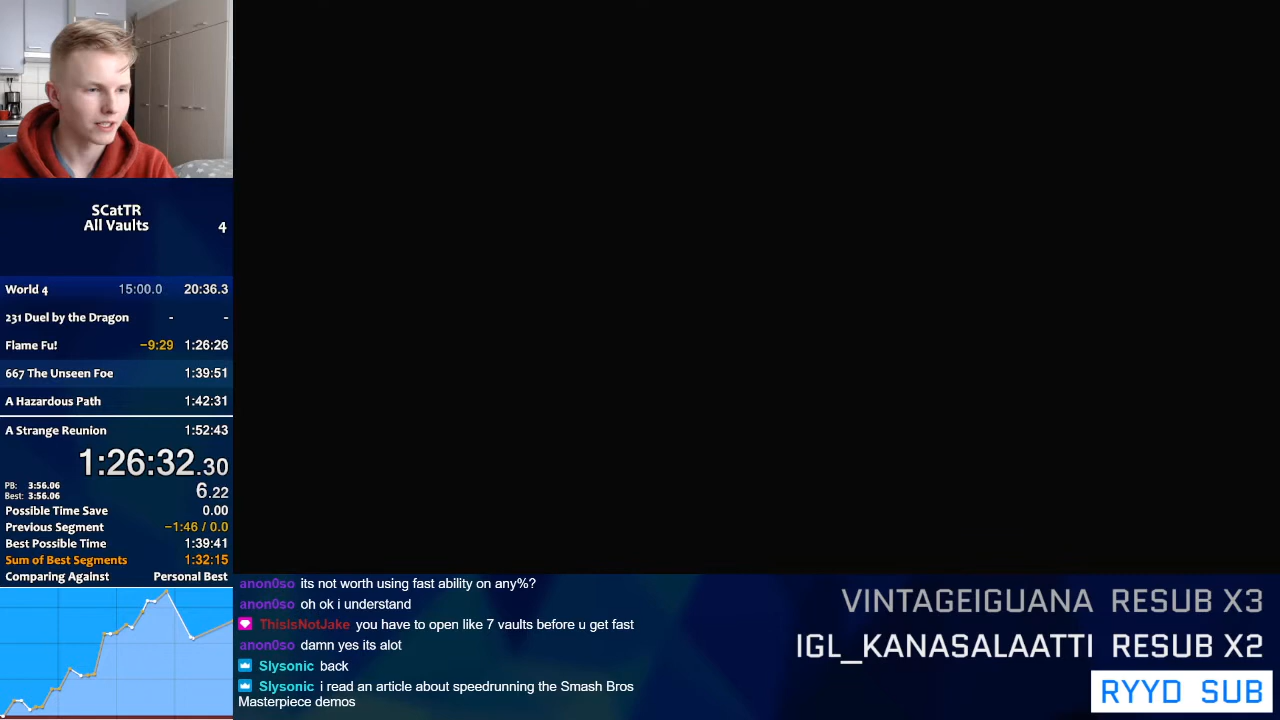 SCatTR
All Vaults 4
World 4 15:00.0 20:36.3
231 Duel by the Dragon - -
Flame Fu! −9:29 1:26:26
667 The Unseen Foe 1:39:51
A Hazardous Path 1:42:31
A Strange Reunion 1:52:43
1:26:32.30
PB: 3:56.06
Best: 3:56.06
6.22
Possible Time Save 0.00
Previous Segment −1:46 / 0.0
Best Possible Time 1:39:41
Sum of Best Segments 1:32:15
Comparing Against Personal Best
anon0so its not worth using fast ability on any%?
anon0so oh ok i understand
ThisIsNotJake you have to open like 7 vaults before u get fast
anon0so damn yes its alot
Slysonic back
Slysonic i read an article about speedrunning the Smash Bros
Masterpiece demos
VINTAGEIGUANA RESUB X3
IGL_KANASALAATTI RESUB X2
RYYD SUB